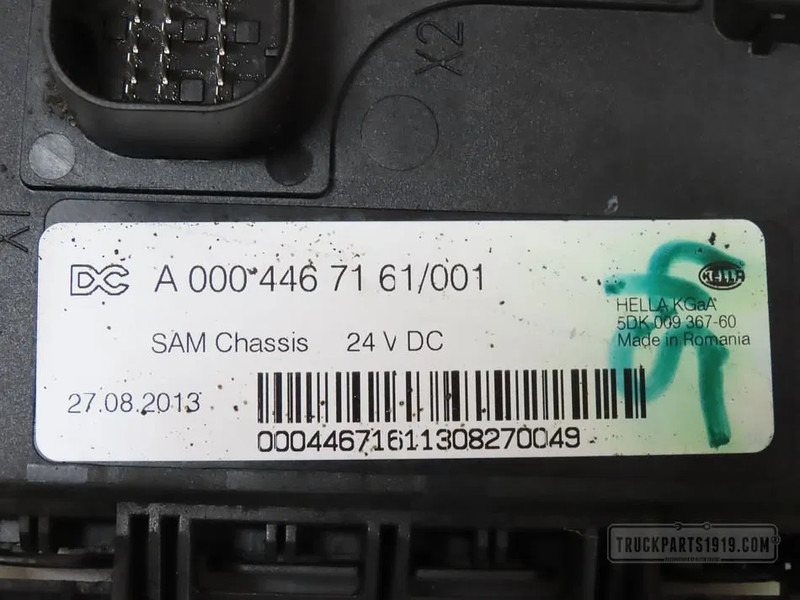 X2
X1
DC A 000 446 71 61/001
HELLA
HELLA KGaA
5DK 009 367-60
Made in Romania
SAM Chassis 24 V DC
27.08.2013
00044671611308270049
TRUCKPARTS1919.COM